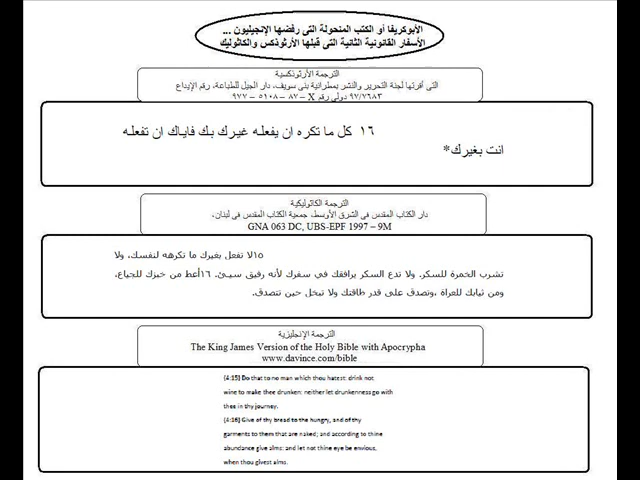 الأبوكريفا أو الكتب المنحولة التى رفضها الإنجيليون ...
الأسفار القانونية الثانية التى قبلها الأرثوذكس والكاثوليك
الترجمة الأرثوذكسية
التى أقرتها لجنة التحرير والنشر بمطرانية بنى سويف، دار الجيل للطباعة، رقم الإيداع
٩٧/٧٦٨٣ دولي رقم X – ٨٧ – ٥١٠٨ – ٩٧٧
١٦ كل ما تكره ان يفعله غيرك بك فاياك ان تفعله
انت بغيرك*
الترجمة الكاثوليكية
دار الكتاب المقدس في الشرق الأوسط، جمعية الكتاب المقدس في لبنان،
GNA 063 DC, UBS-EPF 1997 – 9M
١٥لا تفعل بغيرك ما تكرهه لنفسك، ولا
تشرب الخمرة للسكر. ولا تدع السكر يرافقك في سفرك لأنه رفيق سيئ. ١٦أعط من خبزك للجياع،
ومن ثيابك للعراة ،وتصدق على قدر طاقتك ولا تبخل حين تتصدق.
الترجمة الإنجليزية
The King James Version of the Holy Bible with Apocrypha
www.davince.com/bible
(4:15) Do that to no man which thou hatest: drink not
wine to make thee drunken: neither let drunkenness go with
thee in thy journey.
(4:16) Give of thy bread to the hungry, and of thy
garments to them that are naked; and according to thine
abundance give alms: and let not thine eye be envious,
when thou givest alms.